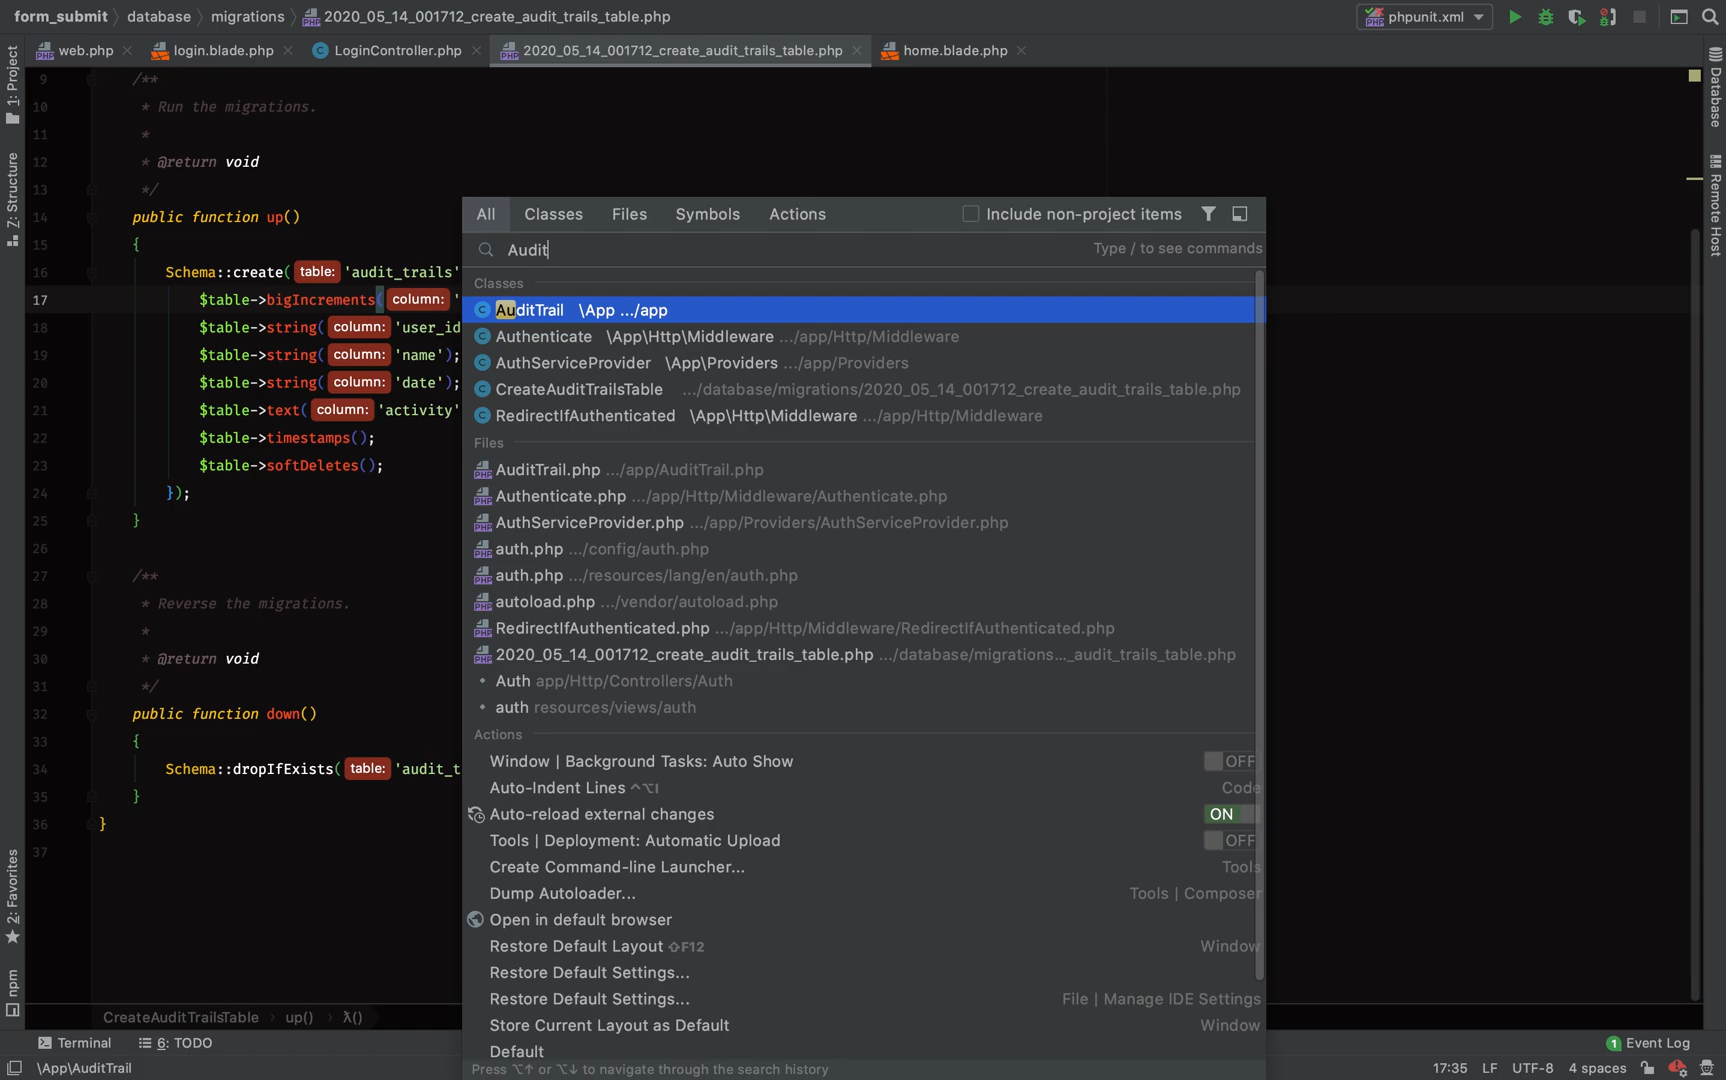 form_submit database migrations 2020_05_14_001712_create_audit_trails_table.php phpunit.xml
web.php login.blade.php LoginController.php 2020_05_14_001712_create_audit_trails_table.php home.blade.php
1: Project
Z: Structure
2: Favorites
npm
Database
Remote Host
9 /**
10 * Run the migrations.
11 *
12 * @return void
13 */
14 public function up()
15 {
16 Schema::create( table: 'audit_trails'
17 $table->bigIncrements( column: '
18 $table->string( column: 'user_id
19 $table->string( column: 'name');
20 $table->string( column: 'date');
21 $table->text( column: 'activity'
22 $table->timestamps();
23 $table->softDeletes();
24 });
25 }
26
27 /**
28 * Reverse the migrations.
29 *
30 * @return void
31 */
32 public function down()
33 {
34 Schema::dropIfExists( table: 'audit_t
35 }
36 }
37
All Classes Files Symbols Actions Include non-project items
Audit Type / to see commands
Classes
AuditTrail \App .../app
Authenticate \App\Http\Middleware .../app/Http/Middleware
AuthServiceProvider \App\Providers .../app/Providers
CreateAuditTrailsTable .../database/migrations/2020_05_14_001712_create_audit_trails_table.php
RedirectIfAuthenticated \App\Http\Middleware .../app/Http/Middleware
Files
AuditTrail.php .../app/AuditTrail.php
Authenticate.php .../app/Http/Middleware/Authenticate.php
AuthServiceProvider.php .../app/Providers/AuthServiceProvider.php
auth.php .../config/auth.php
auth.php .../resources/lang/en/auth.php
autoload.php .../vendor/autoload.php
RedirectIfAuthenticated.php .../app/Http/Middleware/RedirectIfAuthenticated.php
2020_05_14_001712_create_audit_trails_table.php .../database/migrations..._audit_trails_table.php
Auth app/Http/Controllers/Auth
auth resources/views/auth
Actions
Window | Background Tasks: Auto Show OFF
Auto-Indent Lines ⌃⌥I Code
Auto-reload external changes ON
Tools | Deployment: Automatic Upload OFF
Create Command-line Launcher... Tools
Dump Autoloader... Tools | Composer
Open in default browser
Restore Default Layout ⇧F12 Window
Restore Default Settings...
Restore Default Settings... File | Manage IDE Settings
Store Current Layout as Default Window
Default
Press ⌥↑ or ⌥↓ to navigate through the search history
CreateAuditTrailsTable up() λ()
Terminal 6: TODO 1 Event Log
\App\AuditTrail 17:35 LF UTF-8 4 spaces